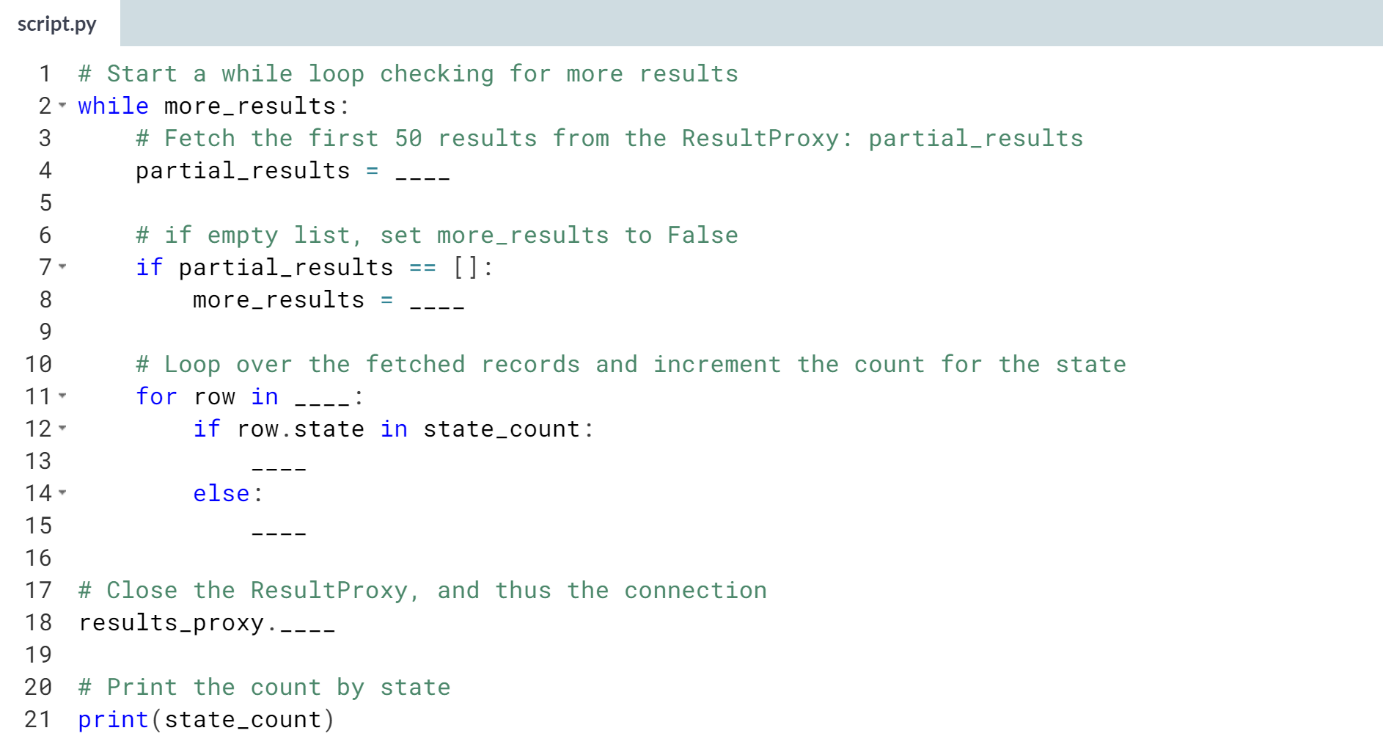 script.py
1 # Start a while loop checking for more results
2 while more_results:
3     # Fetch the first 50 results from the ResultProxy: partial_results
4     partial_results = ____
5
6     # if empty list, set more_results to False
7     if partial_results == []:
8         more_results = ____
9
10     # Loop over the fetched records and increment the count for the state
11     for row in ____:
12         if row.state in state_count:
13             ____
14         else:
15             ____
16
17 # Close the ResultProxy, and thus the connection
18 results_proxy.____
19
20 # Print the count by state
21 print(state_count)